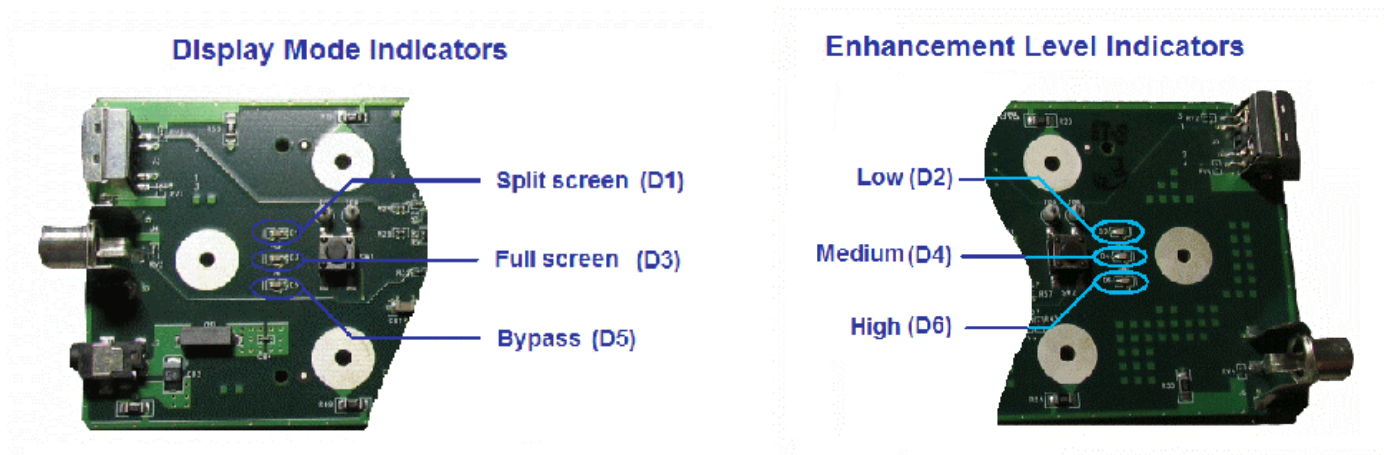 Display Mode Indicators
Split screen (D1)
Full screen (D3)
Bypass (D5)
Enhancement Level Indicators
Low (D2)
Medium (D4)
High (D6)